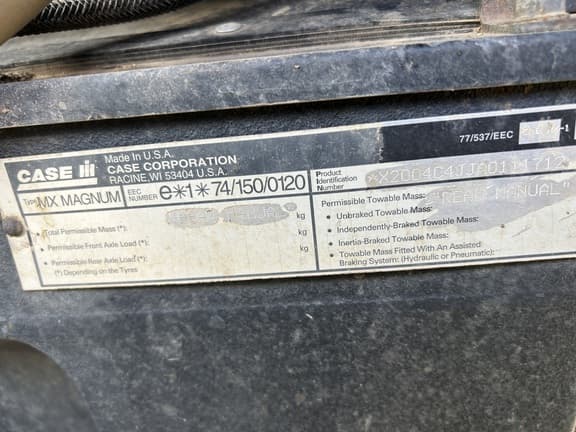 77/537/EEC
CASE IH
Made in U.S.A.
CASE CORPORATION
RACINE, WI 53404 U.S.A.
Type MX MAGNUM EEC NUMBER e*1*74/150/0120
• Total Permissible Mass (*): kg
• Permissible Front Axle Load (*): kg
• Permissible Rear Axle Load (*): kg
(*) Depending on the Tyres
Product Identification Number
Permissible Towable Mass: MANUAL"
• Unbraked Towable Mass:
• Independently-Braked Towable Mass:
• Inertia-Braked Towable Mass:
• Towable Mass Fitted With An Assisted
Braking System: (Hydraulic or Pneumatic):